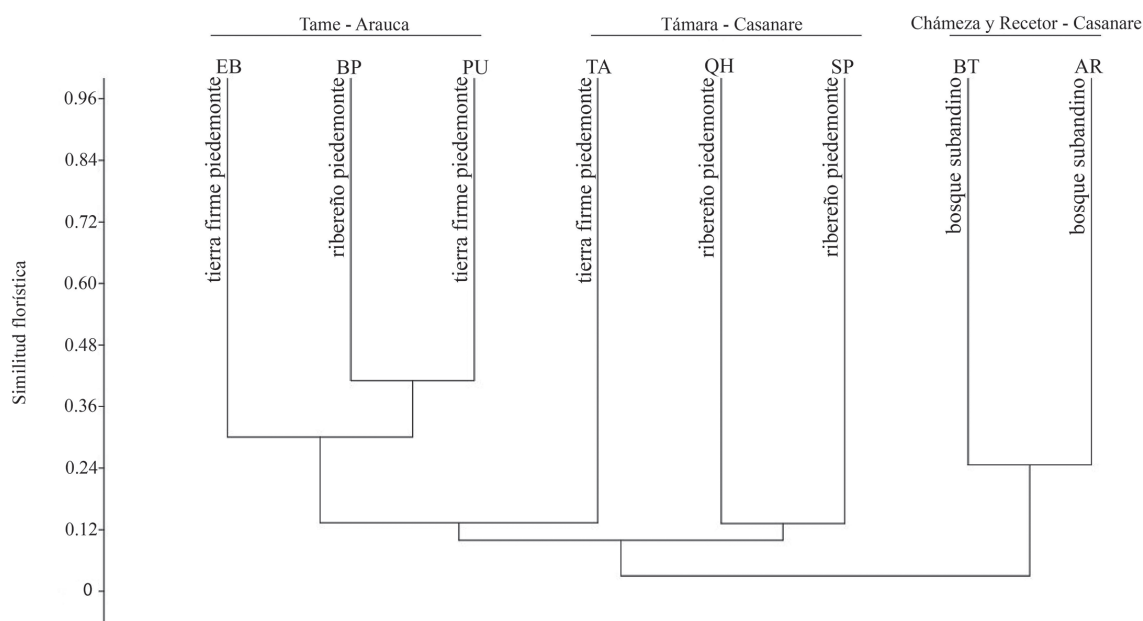 Tame - Arauca
Támara - Casanare
Chámeza y Recetor - Casanare
EB
BP
PU
TA
QH
SP
BT
AR
tierra firme piedemonte
ribereño piedemonte
tierra firme piedemonte
tierra firme piedemonte
ribereño piedemonte
ribereño piedemonte
bosque subandino
bosque subandino
Similitud florística
0.96
0.84
0.72
0.60
0.48
0.36
0.24
0.12
0